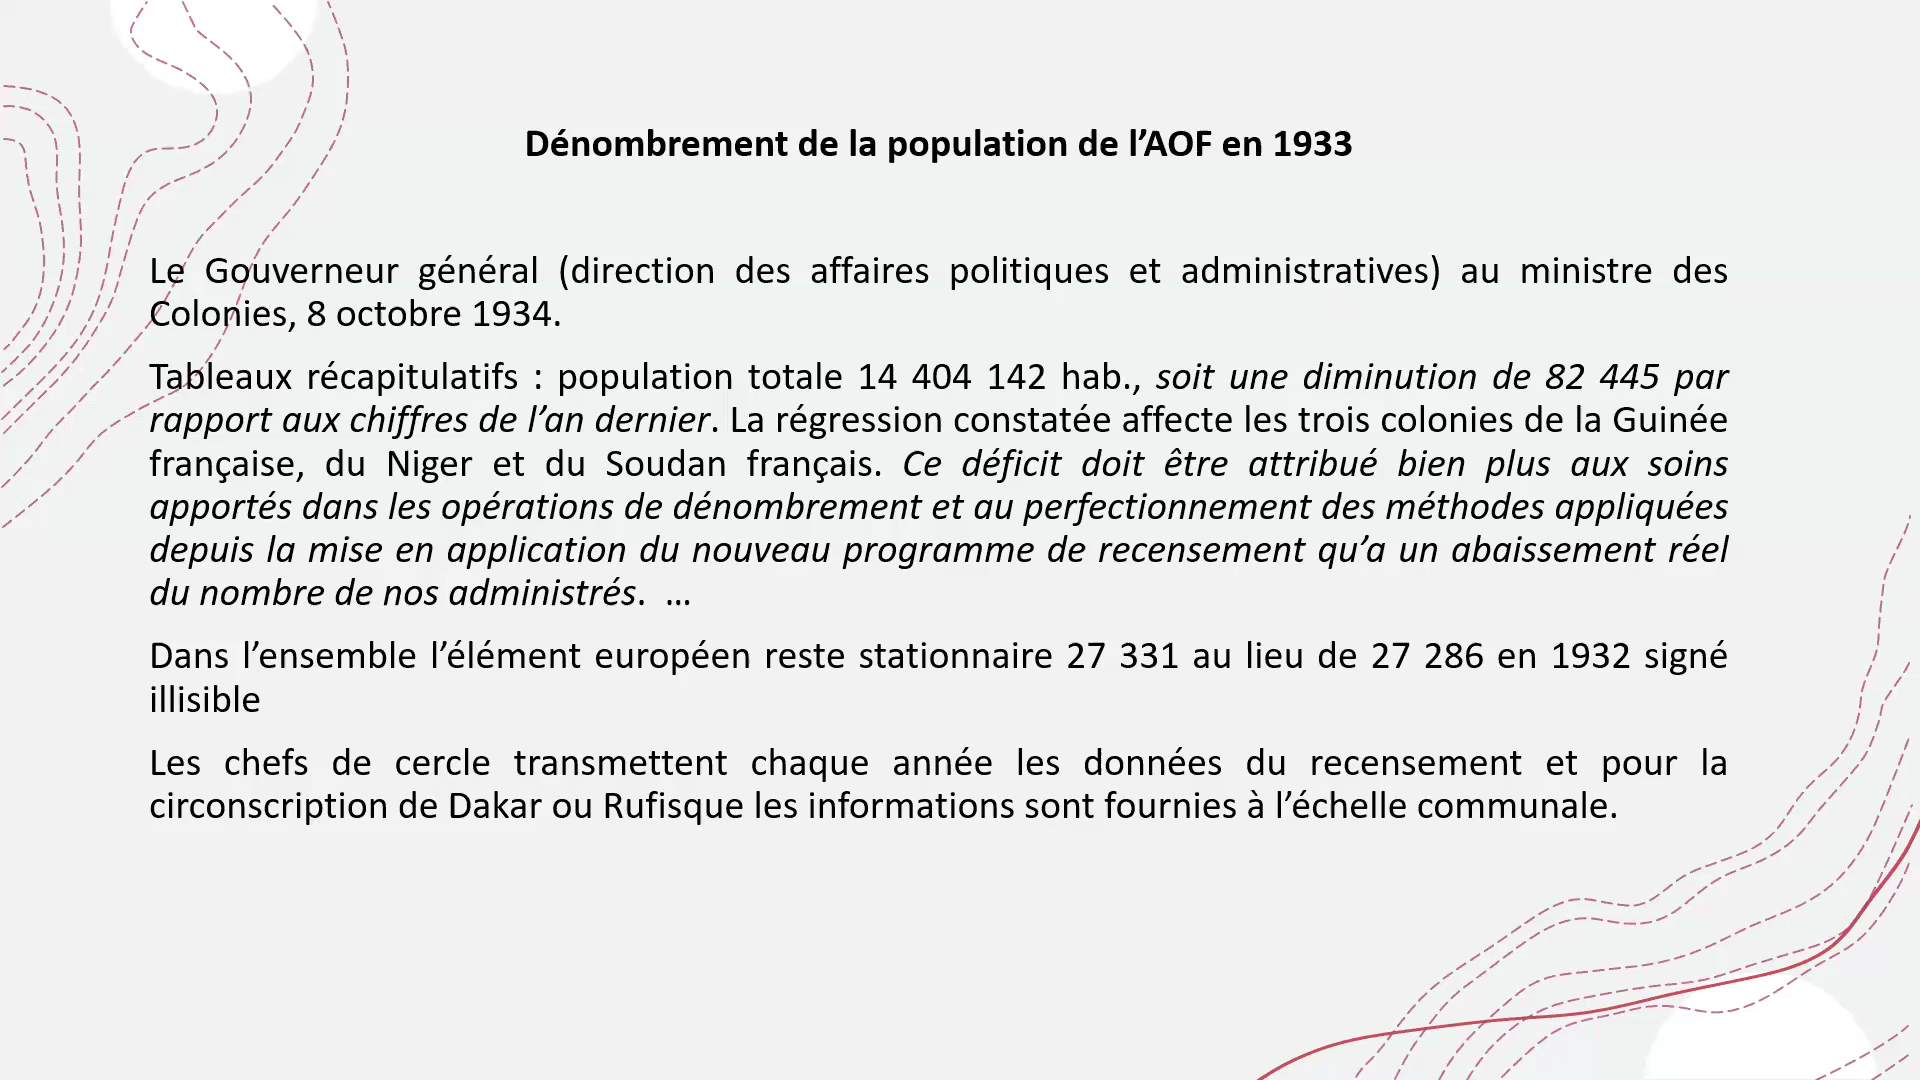 Dénombrement de la population de l’AOF en 1933
Le Gouverneur général (direction des affaires politiques et administratives) au ministre des
Colonies, 8 octobre 1934.
Tableaux récapitulatifs : population totale 14 404 142 hab., soit une diminution de 82 445 par
rapport aux chiffres de l’an dernier. La régression constatée affecte les trois colonies de la Guinée
française, du Niger et du Soudan français. Ce déficit doit être attribué bien plus aux soins
apportés dans les opérations de dénombrement et au perfectionnement des méthodes appliquées
depuis la mise en application du nouveau programme de recensement qu’a un abaissement réel
du nombre de nos administrés. …
Dans l’ensemble l’élément européen reste stationnaire 27 331 au lieu de 27 286 en 1932 signé
illisible
Les chefs de cercle transmettent chaque année les données du recensement et pour la
circonscription de Dakar ou Rufisque les informations sont fournies à l’échelle communale.